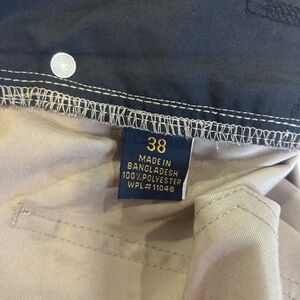 38
MADE IN
BANGLADESH
100% POLYESTER
WPL# 11046